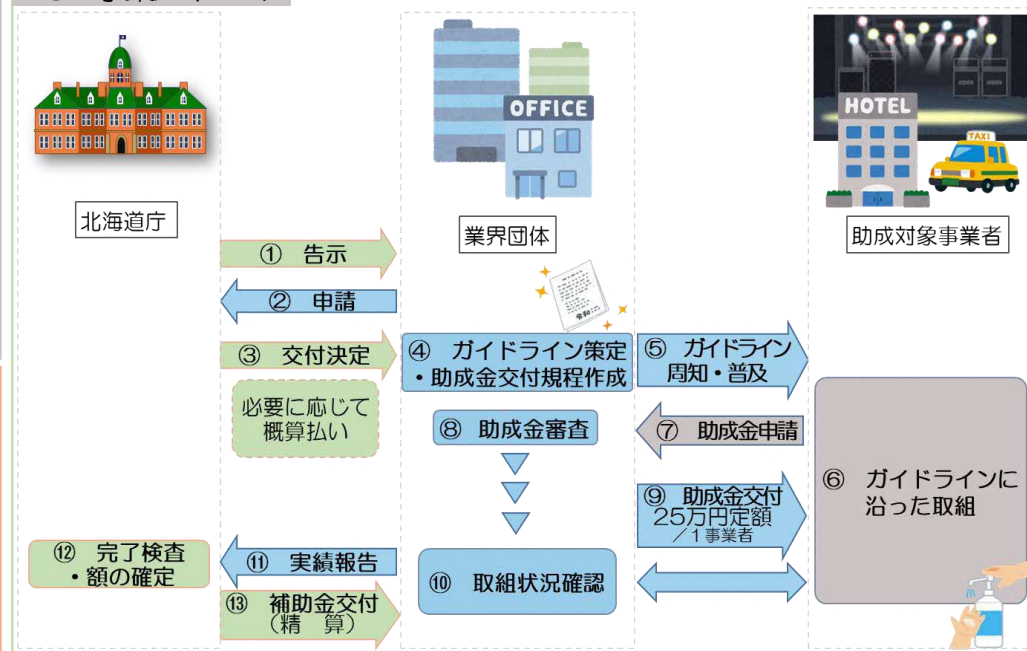 OFFICE
HOTEL
TAXI
北海道庁
業界団体
助成対象事業者
① 告示
② 申請
③ 交付決定
必要に応じて
概算払い
④ ガイドライン策定
・助成金交付規程作成
⑤ ガイドライン
周知・普及
⑥ ガイドラインに
沿った取組
⑦ 助成金申請
⑧ 助成金審査
⑨ 助成金交付
25万円定額
/1事業者
⑩ 取組状況確認
⑪ 実績報告
⑫ 完了検査
・額の確定
⑬ 補助金交付
(精 算)